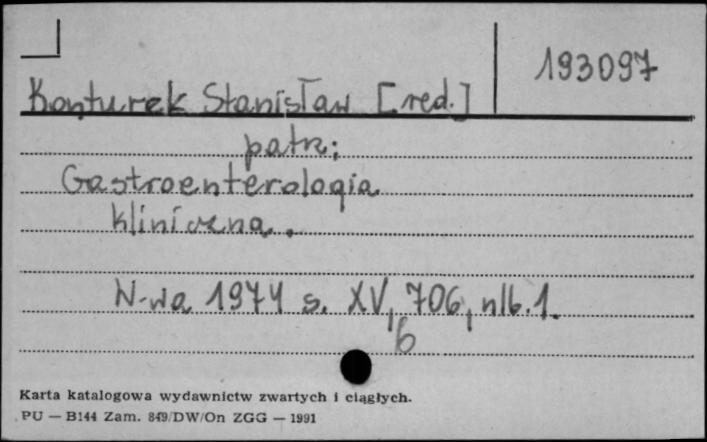 193097
Konturek Stanisław [red.]
patrz:
Gastroenterologia
kliniczna.
W-wa 1974 s. XV, 706, nlb. 1.
b
Karta katalogowa wydawnictw zwartych i ciągłych.
PU — B144 Zam. 849/DW/On ZGG — 1991